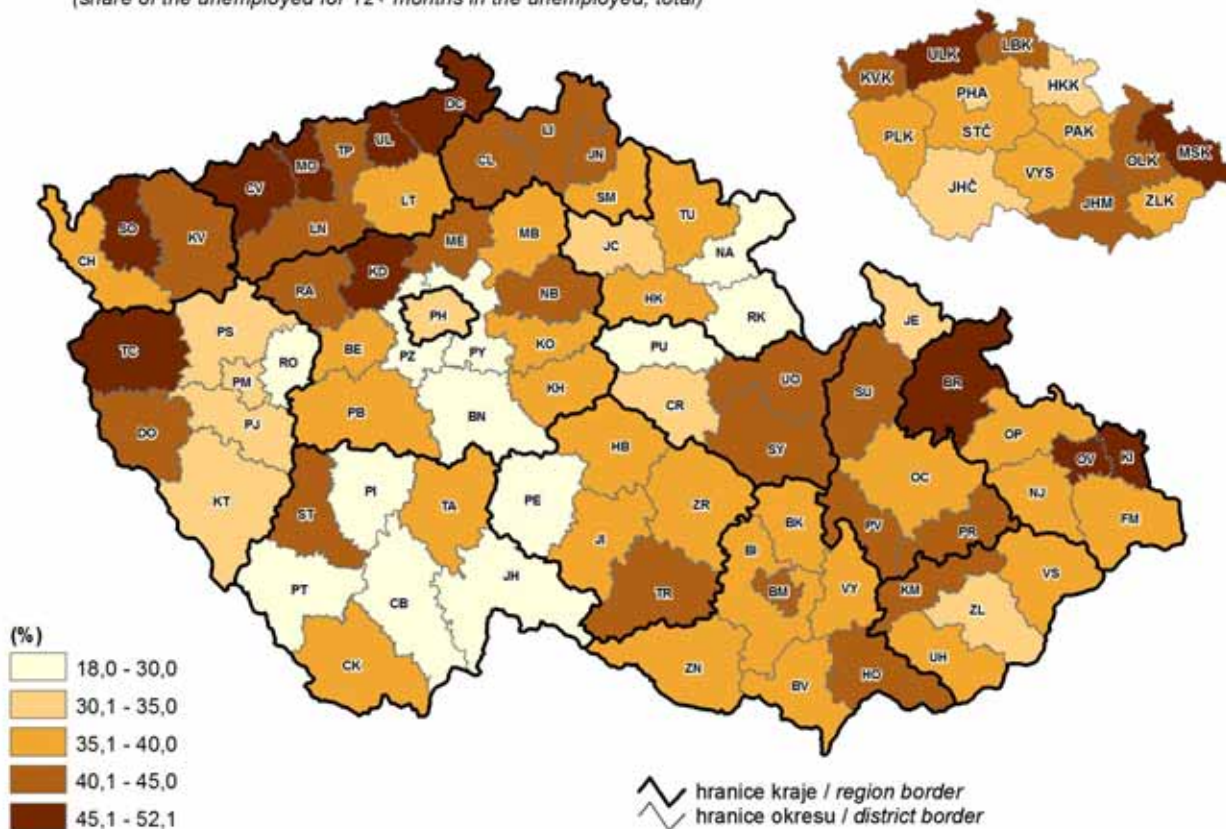 (share of the unemployed for 12+ months in the unemployed, total)
ULK
LBK
KVK
HKK
PHA
PLK
STČ
PAK
OLK
MSK
VYS
JHČ
JHM
ZLK
DC
UL
LI
MO
TP
CL
JN
CV
LT
SM
SO
KV
LN
TU
CH
ME
MB
JC
NA
KD
RA
NB
HK
PH
RK
JE
PS
TC
RO
BE
PZ
PY
KO
PU
UO
BR
PM
KH
SU
PB
BN
CR
DO
PJ
OP
SY
HB
OV
KI
KT
PI
TA
PE
OC
NJ
ST
ZR
FM
JI
BK
PV
PR
BI
PT
JH
BM
VY
VS
CB
TR
KM
ZL
CK
ZN
BV
HO
UH
(%)
18,0 - 30,0
30,1 - 35,0
35,1 - 40,0
40,1 - 45,0
45,1 - 52,1
hranice kraje / region border
hranice okresu / district border